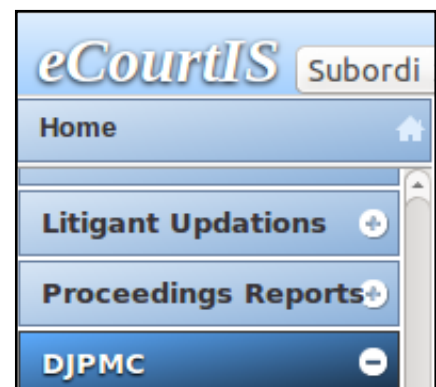 eCourtIS Subordi
Home
Litigant Updations
Proceedings Reports
DJPMC